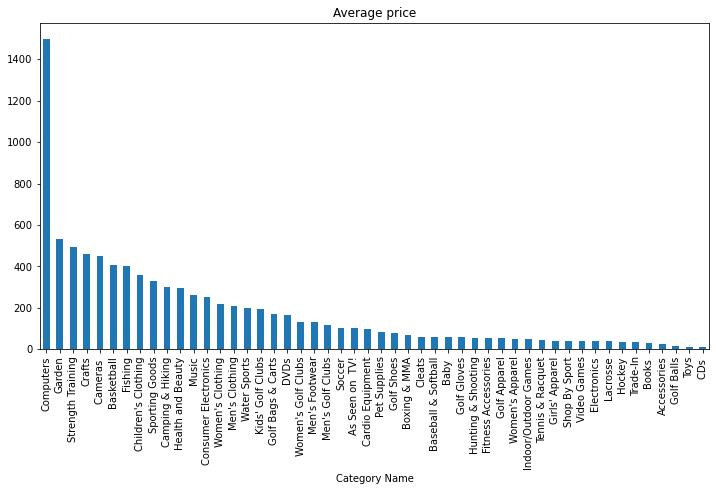 Average price
1400
1200
1000
800
600
400
200
0
Computers
Garden
Strength Training
Crafts
Cameras
Basketball
Fishing
Children's Clothing
Sporting Goods
Camping & Hiking
Health and Beauty
Music
Consumer Electronics
Women's Clothing
Men's Clothing
Water Sports
Kids' Golf Clubs
Golf Bags & Carts
DVDs
Women's Golf Clubs
Men's Footwear
Men's Golf Clubs
Soccer
As Seen on TV!
Cardio Equipment
Pet Supplies
Golf Shoes
Boxing & MMA
Cleats
Baseball & Softball
Baby
Golf Gloves
Hunting & Shooting
Fitness Accessories
Golf Apparel
Women's Apparel
Indoor/Outdoor Games
Tennis & Racquet
Girls' Apparel
Shop By Sport
Video Games
Electronics
Lacrosse
Hockey
Trade-In
Books
Accessories
Golf Balls
Toys
CDs
Category Name